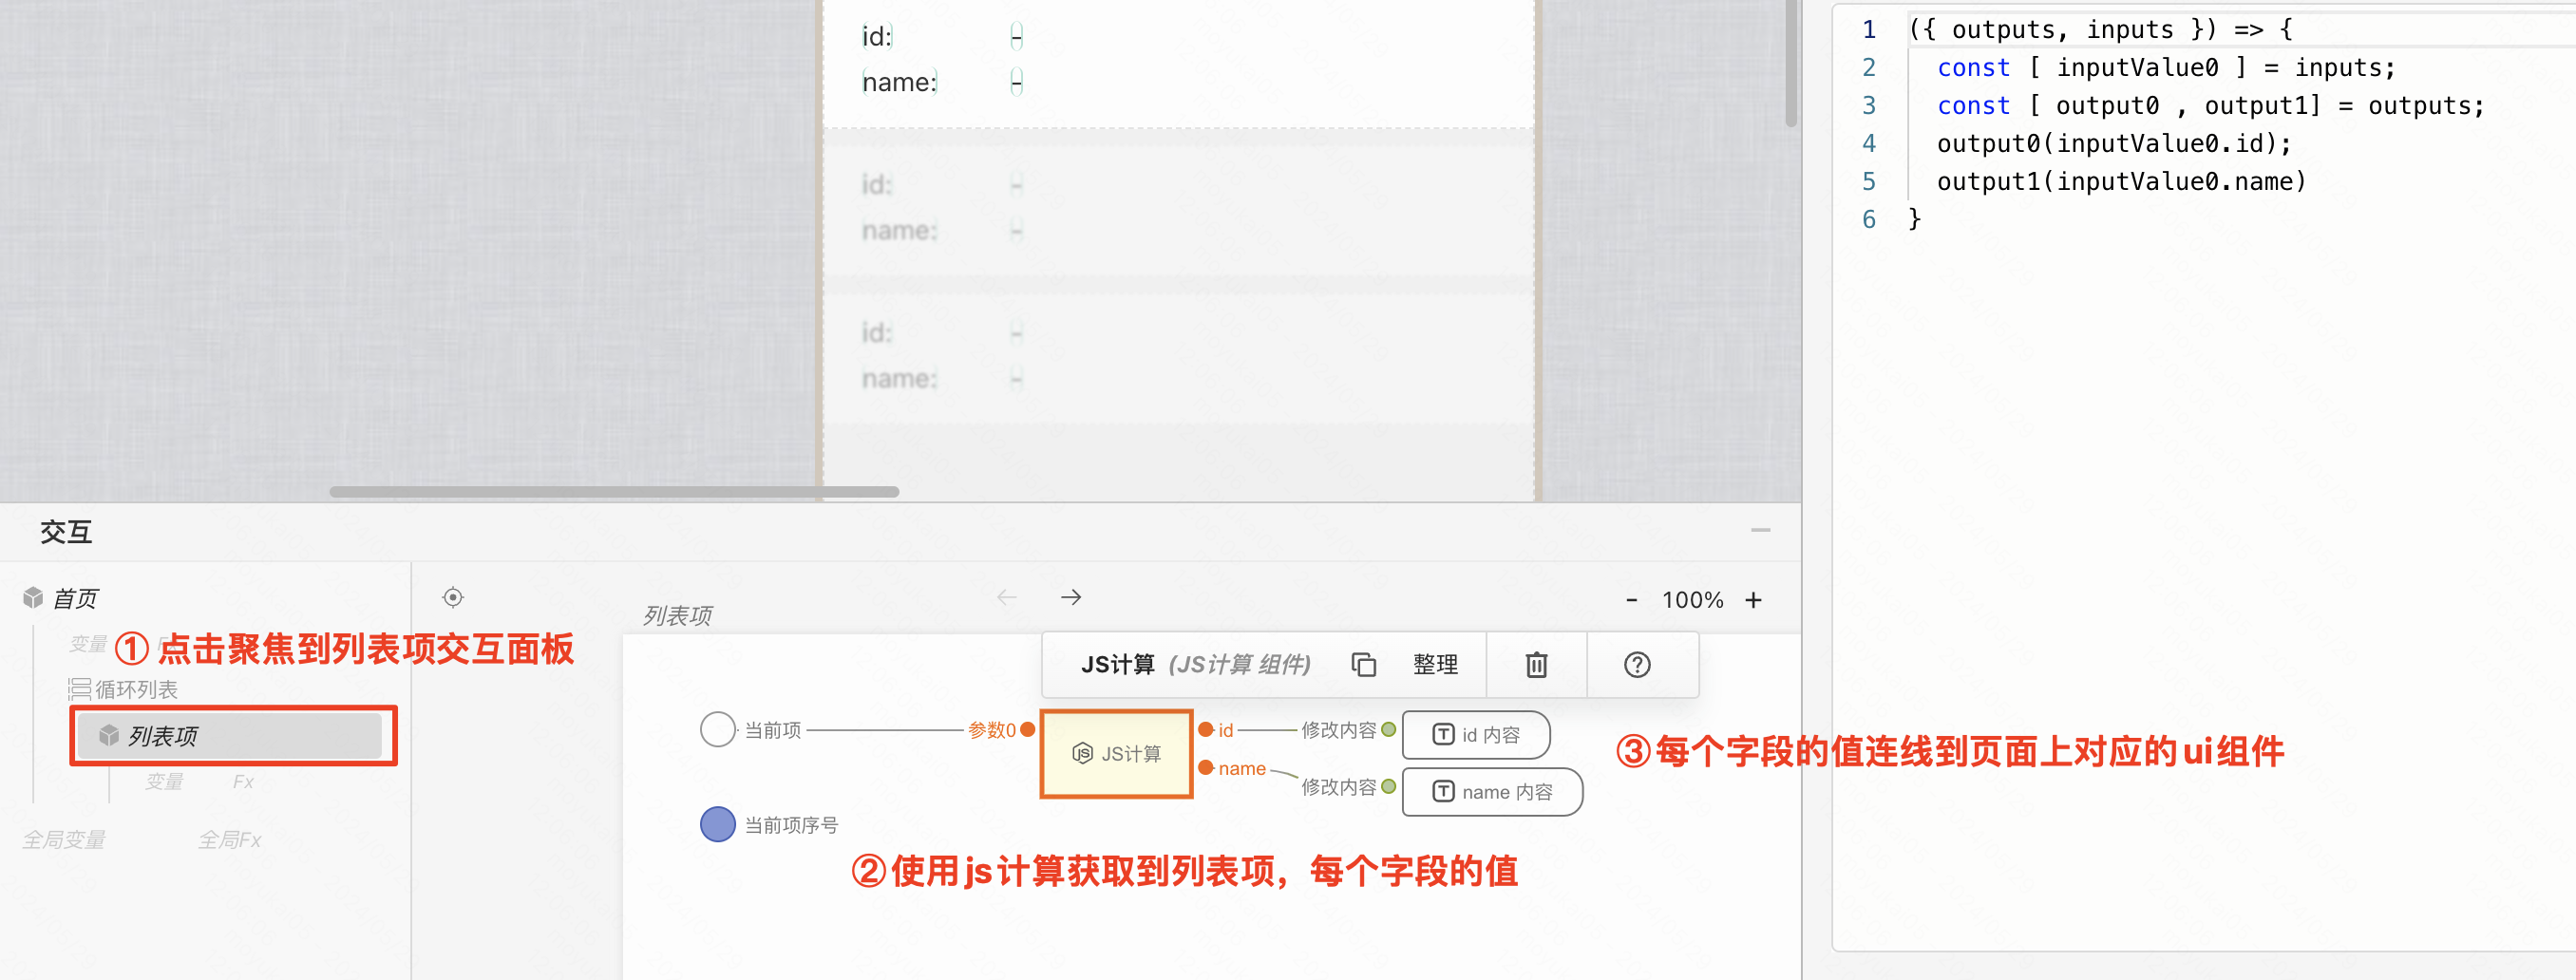 id: -
name: -
id: -
name: -
id: -
name: -
1 ({ outputs, inputs }) => {
2 const [ inputValue0 ] = inputs;
3 const [ output0 , output1] = outputs;
4 output0(inputValue0.id);
5 output1(inputValue0.name)
6 }
交互
首页
变量 Fx
① 点击聚焦到列表项交互面板
循环列表
列表项
变量 Fx
全局变量 全局Fx
列表项
- 100% +
JS计算 (JS计算 组件) 整理
当前项 参数0 JS计算 id 修改内容 id 内容
name 修改内容 name 内容
当前项序号
②使用js计算获取到列表项，每个字段的值
③每个字段的值连线到页面上对应的ui组件